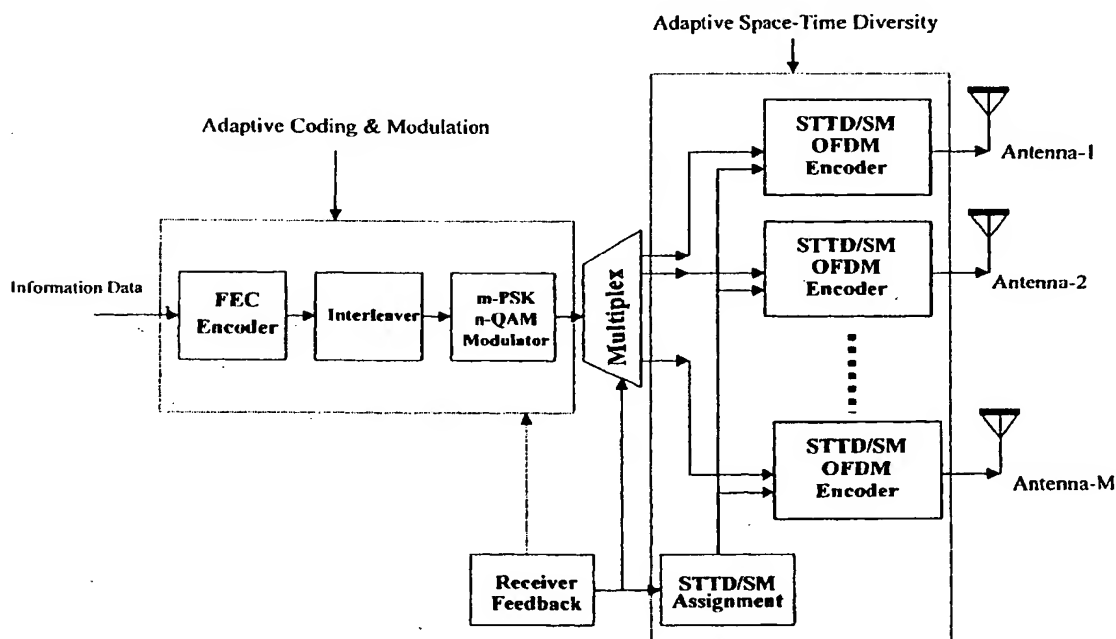 Adaptive Space-Time Diversity
Adaptive Coding & Modulation
STTD/SM
OFDM
Encoder
Antenna-1
STTD/SM
OFDM
Encoder
Antenna-2
Information Data
FEC
Encoder
Interleaver
m-PSK
n-QAM
Modulator
Multiplex
STTD/SM
OFDM
Encoder
Antenna-M
Receiver
Feedback
STTD/SM
Assignment